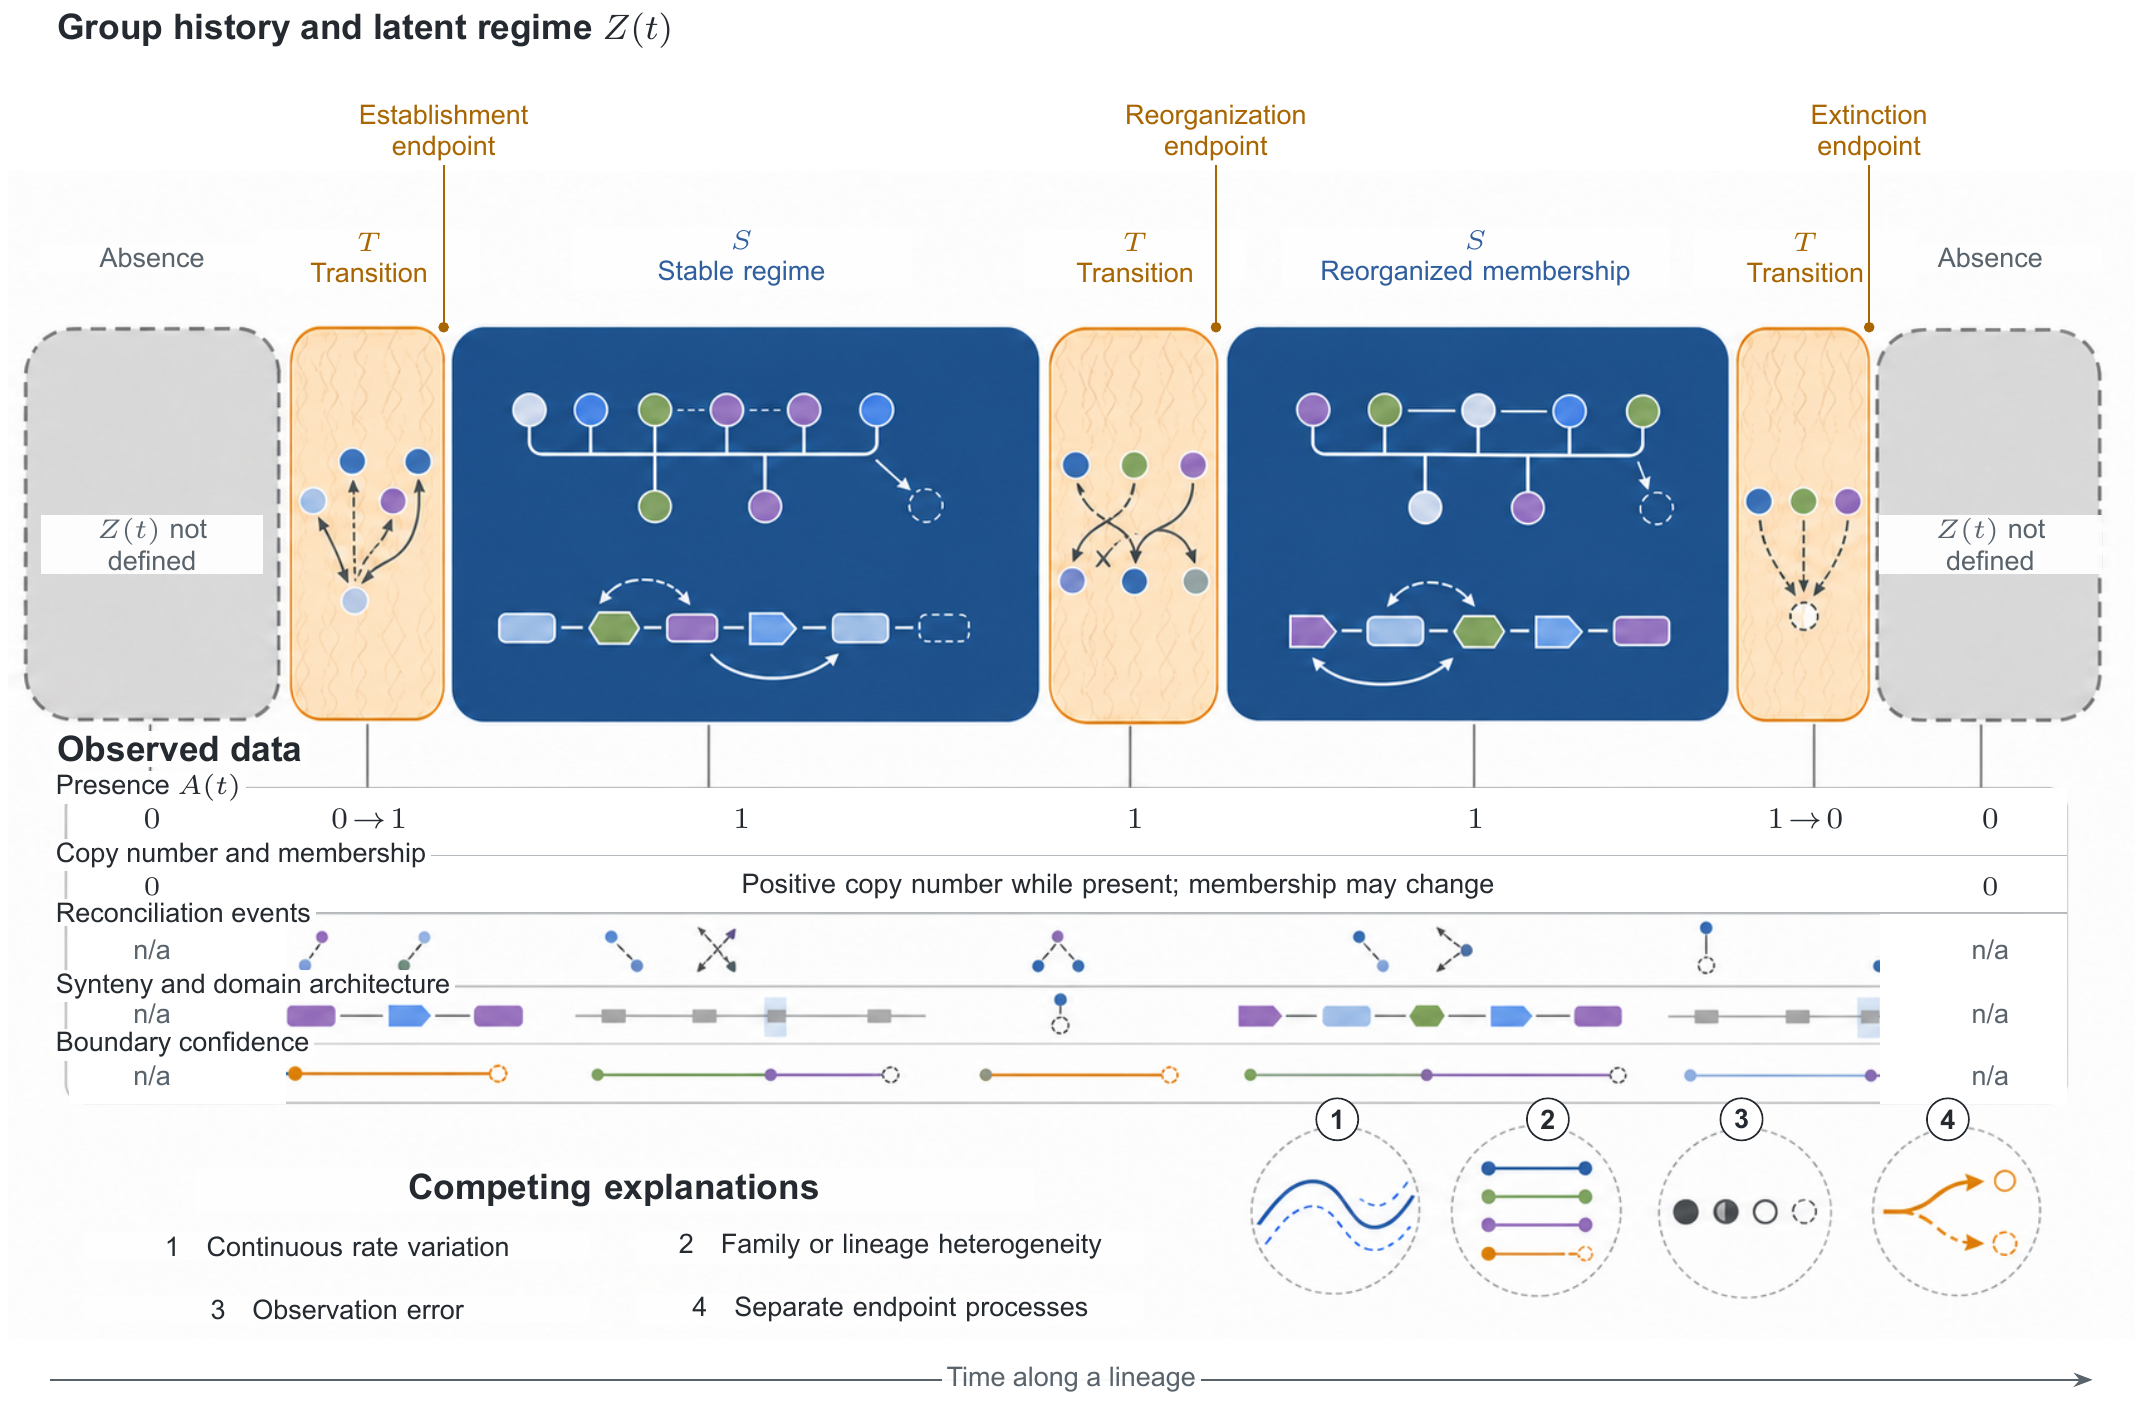 Group history and latent regime Z(t)
Establishment
endpoint
Reorganization
endpoint
Extinction
endpoint
Absence
T
Transition
S
Stable regime
T
Transition
S
Reorganized membership
T
Transition
Absence
Z(t) not
defined
Z(t) not
defined
Observed data
Presence A(t)
0
0→1
1
1
1
1→0
0
Copy number and membership
0
Positive copy number while present; membership may change
0
Reconciliation events
n/a
n/a
Synteny and domain architecture
n/a
n/a
Boundary confidence
n/a
n/a
1
2
3
4
Competing explanations
1 Continuous rate variation
2 Family or lineage heterogeneity
3 Observation error
4 Separate endpoint processes
Time along a lineage